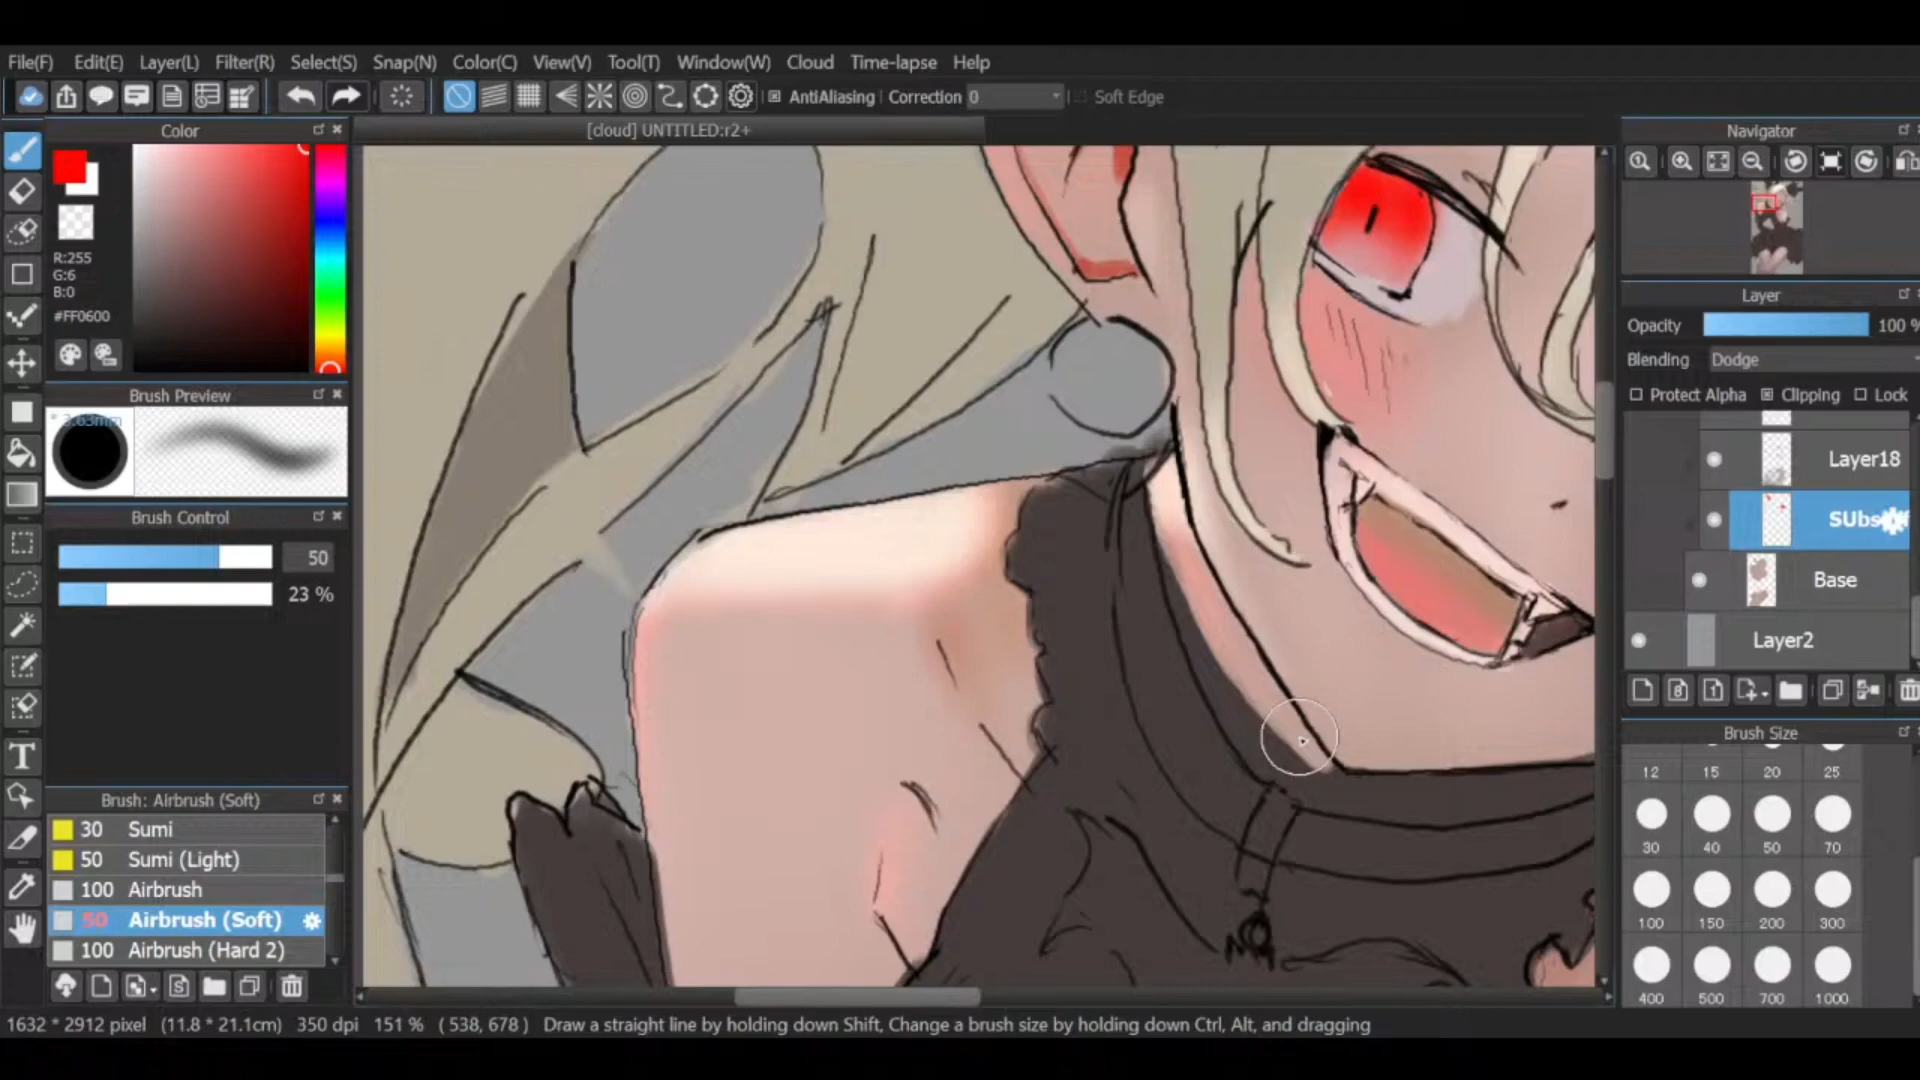 File(F) Edit(E) Layer(L) Filter(R) Select(S) Snap(N) Color(C) View(V) Tool(T) Window(W) Cloud Time-lapse Help
AntiAliasing Correction 0 Soft Edge
Color
[cloud] UNTITLED:r2+
Navigator
R:255
G:6
B:0
#FF0600
Brush Preview
3.63mm
Brush Control
50
23 %
Brush: Airbrush (Soft)
30 Sumi
50 Sumi (Light)
100 Airbrush
50 Airbrush (Soft)
100 Airbrush (Hard 2)
Layer
Opacity 100 %
Blending Dodge
Protect Alpha Clipping Lock
Layer18
Base
Layer2
8 1
Brush Size
12 15 20 25
30 40 50 70
100 150 200 300
400 500 700 1000
1632 * 2912 pixel (11.8 * 21.1cm) 350 dpi 151 % ( 538, 678 ) Draw a straight line by holding down Shift, Change a brush size by holding down Ctrl, Alt, and dragging